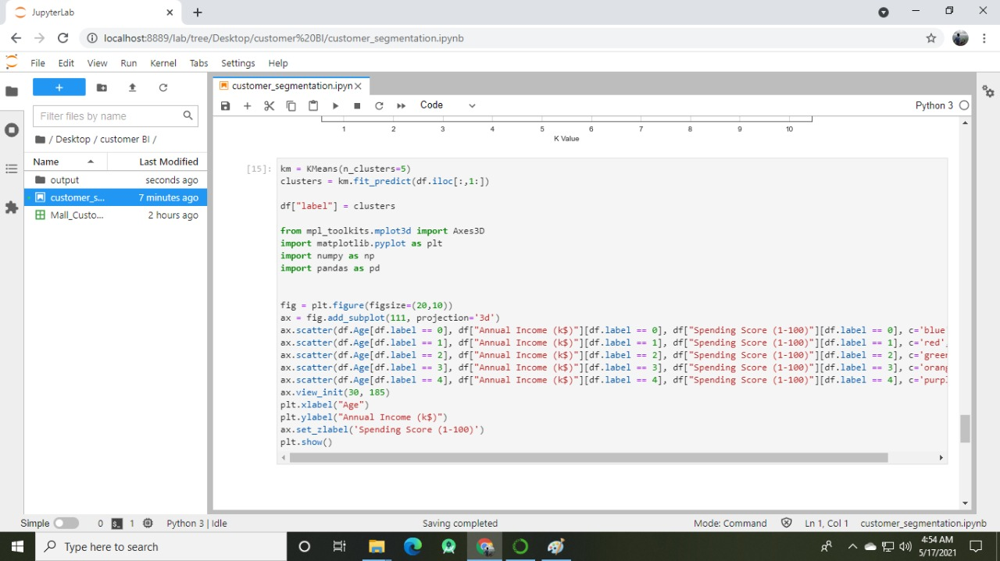 JupyterLab
localhost:8889/lab/tree/Desktop/customer%20BI/customer_segmentation.ipynb
File Edit View Run Kernel Tabs Settings Help
customer_segmentation.ipyn
Filter files by name
Code
Python 3
/ Desktop / customer BI /
Name Last Modified
output seconds ago
customer_s... 7 minutes ago
Mall_Custo... 2 hours ago
1 2 3 4 5 6 7 8 9 10
K Value
[15]:
km = KMeans(n_clusters=5)
clusters = km.fit_predict(df.iloc[:,1:])
df["label"] = clusters
from mpl_toolkits.mplot3d import Axes3D
import matplotlib.pyplot as plt
import numpy as np
import pandas as pd
fig = plt.figure(figsize=(20,10))
ax = fig.add_subplot(111, projection='3d')
ax.scatter(df.Age[df.label == 0], df["Annual Income (k$)"][df.label == 0], df["Spending Score (1-100)"][df.label == 0], c='blue
ax.scatter(df.Age[df.label == 1], df["Annual Income (k$)"][df.label == 1], df["Spending Score (1-100)"][df.label == 1], c='red',
ax.scatter(df.Age[df.label == 2], df["Annual Income (k$)"][df.label == 2], df["Spending Score (1-100)"][df.label == 2], c='green
ax.scatter(df.Age[df.label == 3], df["Annual Income (k$)"][df.label == 3], df["Spending Score (1-100)"][df.label == 3], c='orang
ax.scatter(df.Age[df.label == 4], df["Annual Income (k$)"][df.label == 4], df["Spending Score (1-100)"][df.label == 4], c='purpl
ax.view_init(30, 185)
plt.xlabel("Age")
plt.ylabel("Annual Income (k$)")
ax.set_zlabel('Spending Score (1-100)')
plt.show()
Simple 0 1 Python 3 | Idle Saving completed Mode: Command Ln 1, Col 1 customer_segmentation.ipynb
Type here to search
4:54 AM
5/17/2021